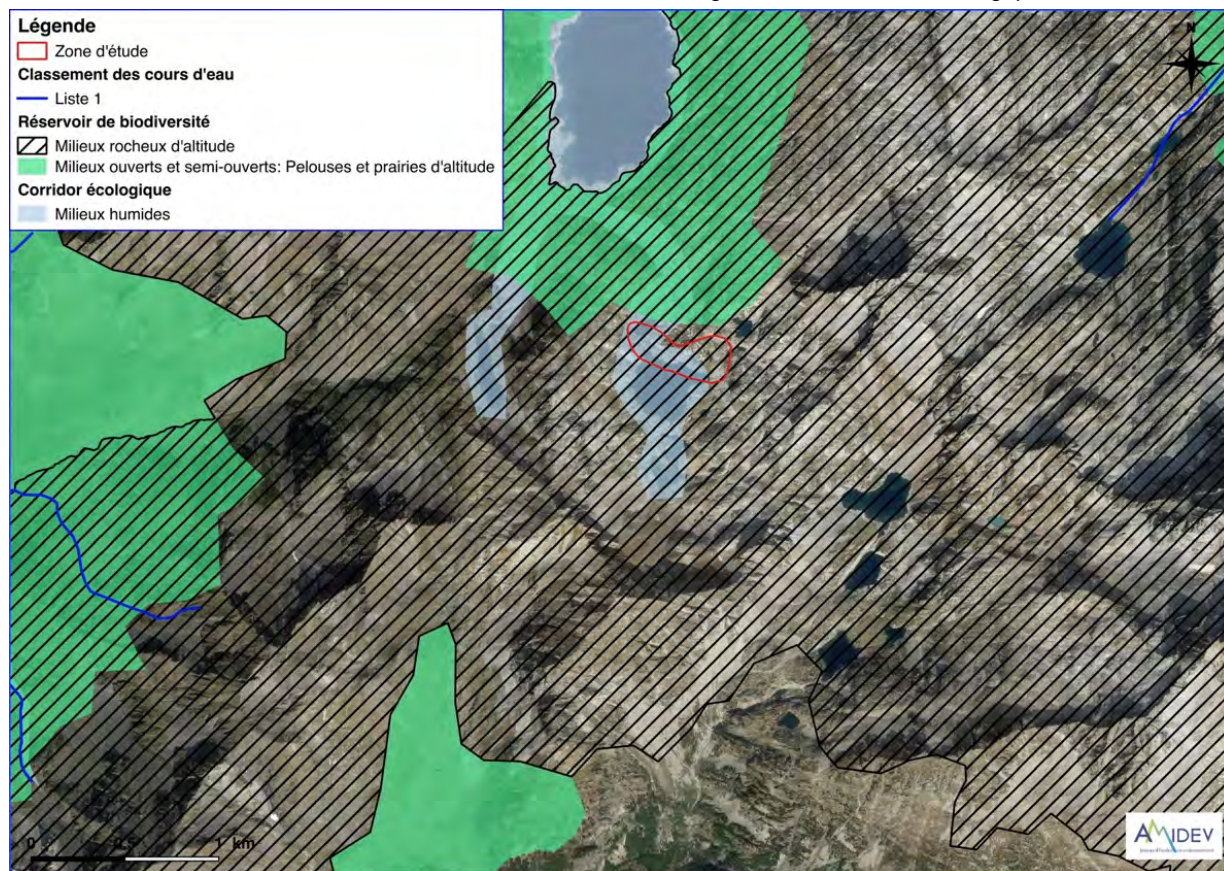 Légende
Zone d'étude
Classement des cours d'eau
Liste 1
Réservoir de biodiversité
Milieux rocheux d'altitude
Milieux ouverts et semi-ouverts: Pelouses et prairies d'altitude
Corridor écologique
Milieux humides
N
0 0.5 1 km
AMIDEV